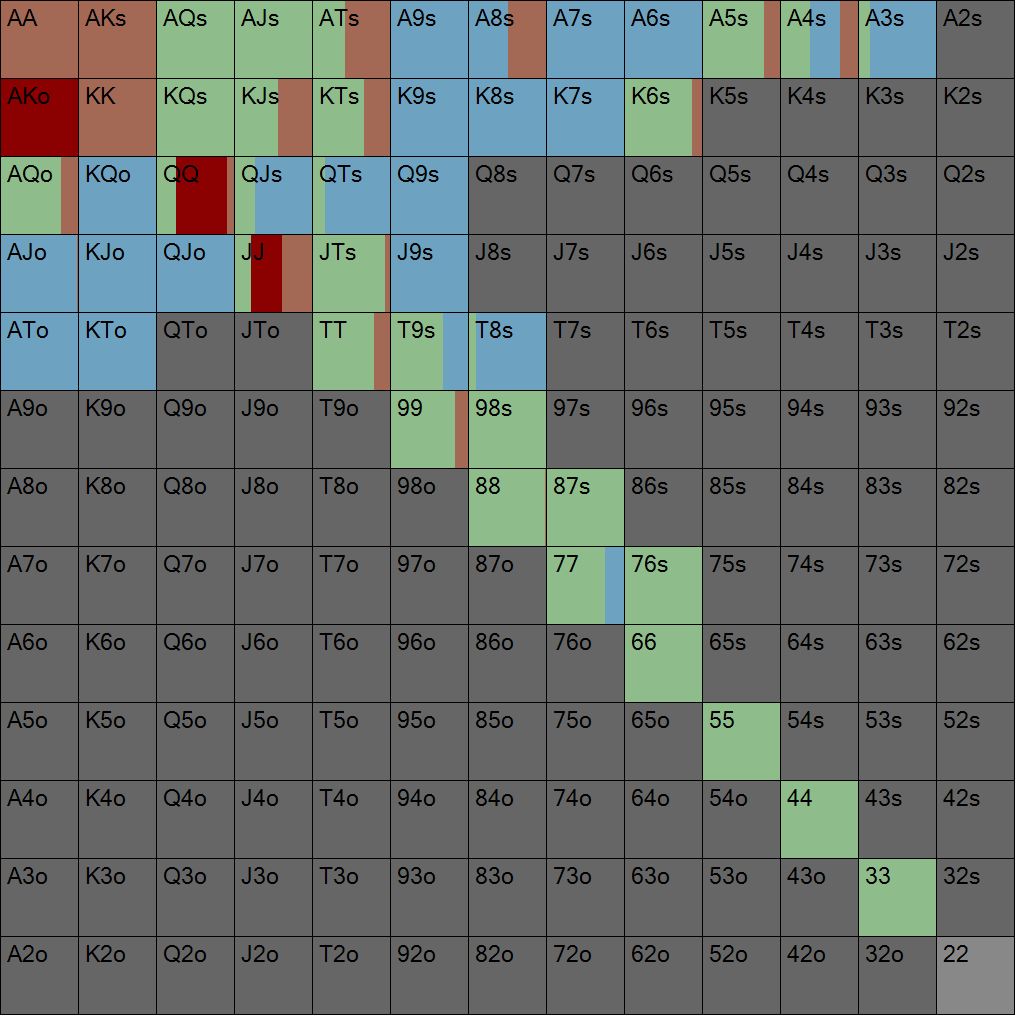 AA AKs AQs AJs ATs A9s A8s A7s A6s A5s A4s A3s A2s
AKo KK KQs KJs KTs K9s K8s K7s K6s K5s K4s K3s K2s
AQo KQo QQ QJs QTs Q9s Q8s Q7s Q6s Q5s Q4s Q3s Q2s
AJo KJo QJo JJ JTs J9s J8s J7s J6s J5s J4s J3s J2s
ATo KTo QTo JTo TT T9s T8s T7s T6s T5s T4s T3s T2s
A9o K9o Q9o J9o T9o 99 98s 97s 96s 95s 94s 93s 92s
A8o K8o Q8o J8o T8o 98o 88 87s 86s 85s 84s 83s 82s
A7o K7o Q7o J7o T7o 97o 87o 77 76s 75s 74s 73s 72s
A6o K6o Q6o J6o T6o 96o 86o 76o 66 65s 64s 63s 62s
A5o K5o Q5o J5o T5o 95o 85o 75o 65o 55 54s 53s 52s
A4o K4o Q4o J4o T4o 94o 84o 74o 64o 54o 44 43s 42s
A3o K3o Q3o J3o T3o 93o 83o 73o 63o 53o 43o 33 32s
A2o K2o Q2o J2o T2o 92o 82o 72o 62o 52o 42o 32o 22